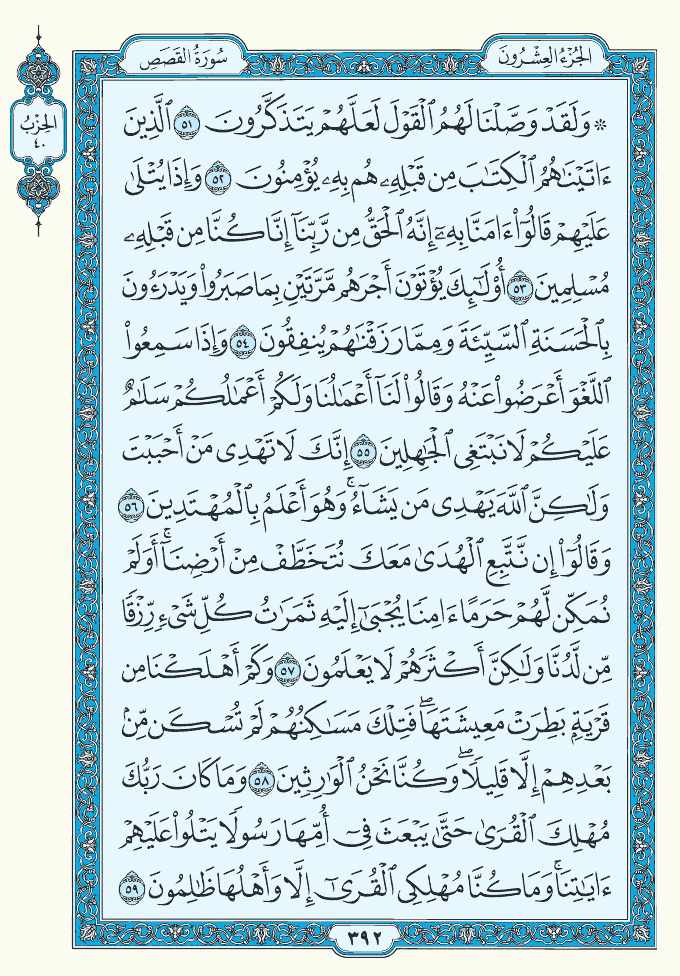 سُورَةُ القَصَصِ
الجُزْءُ العِشْرُونَ
الحِزْبُ
٤٠
۞ وَلَقَدْ وَصَّلْنَا لَهُمُ ٱلْقَوْلَ لَعَلَّهُمْ يَتَذَكَّرُونَ ٥١ ٱلَّذِينَ
ءَاتَيْنَٰهُمُ ٱلْكِتَٰبَ مِن قَبْلِهِۦ هُم بِهِۦ يُؤْمِنُونَ ٥٢ وَإِذَا يُتْلَىٰ
عَلَيْهِمْ قَالُوٓا۟ ءَامَنَّا بِهِۦٓ إِنَّهُ ٱلْحَقُّ مِن رَّبِّنَآ إِنَّا كُنَّا مِن قَبْلِهِۦ
مُسْلِمِينَ ٥٣ أُو۟لَٰٓئِكَ يُؤْتَوْنَ أَجْرَهُم مَّرَّتَيْنِ بِمَا صَبَرُوا۟ وَيَدْرَءُونَ
بِٱلْحَسَنَةِ ٱلسَّيِّئَةَ وَمِمَّا رَزَقْنَٰهُمْ يُنفِقُونَ ٥٤ وَإِذَا سَمِعُوا۟
ٱللَّغْوَ أَعْرَضُوا۟ عَنْهُ وَقَالُوا۟ لَنَآ أَعْمَٰلُنَا وَلَكُمْ أَعْمَٰلُكُمْ سَلَٰمٌ
عَلَيْكُمْ لَا نَبْتَغِى ٱلْجَٰهِلِينَ ٥٥ إِنَّكَ لَا تَهْدِى مَنْ أَحْبَبْتَ
وَلَٰكِنَّ ٱللَّهَ يَهْدِى مَن يَشَآءُ ۚ وَهُوَ أَعْلَمُ بِٱلْمُهْتَدِينَ ٥٦
وَقَالُوٓا۟ إِن نَّتَّبِعِ ٱلْهُدَىٰ مَعَكَ نُتَخَطَّفْ مِنْ أَرْضِنَآ ۚ أَوَلَمْ
نُمَكِّن لَّهُمْ حَرَمًا ءَامِنًا يُجْبَىٰٓ إِلَيْهِ ثَمَرَٰتُ كُلِّ شَىْءٍ رِّزْقًا
مِّن لَّدُنَّا وَلَٰكِنَّ أَكْثَرَهُمْ لَا يَعْلَمُونَ ٥٧ وَكَمْ أَهْلَكْنَا مِن
قَرْيَةٍۭ بَطِرَتْ مَعِيشَتَهَا ۖ فَتِلْكَ مَسَٰكِنُهُمْ لَمْ تُسْكَن مِّنۢ
بَعْدِهِمْ إِلَّا قَلِيلًا ۖ وَكُنَّا نَحْنُ ٱلْوَٰرِثِينَ ٥٨ وَمَا كَانَ رَبُّكَ
مُهْلِكَ ٱلْقُرَىٰ حَتَّىٰ يَبْعَثَ فِىٓ أُمِّهَا رَسُولًا يَتْلُوا۟ عَلَيْهِمْ
ءَايَٰتِنَا ۚ وَمَا كُنَّا مُهْلِكِى ٱلْقُرَىٰٓ إِلَّا وَأَهْلُهَا ظَٰلِمُونَ ٥٩
٣٩٢